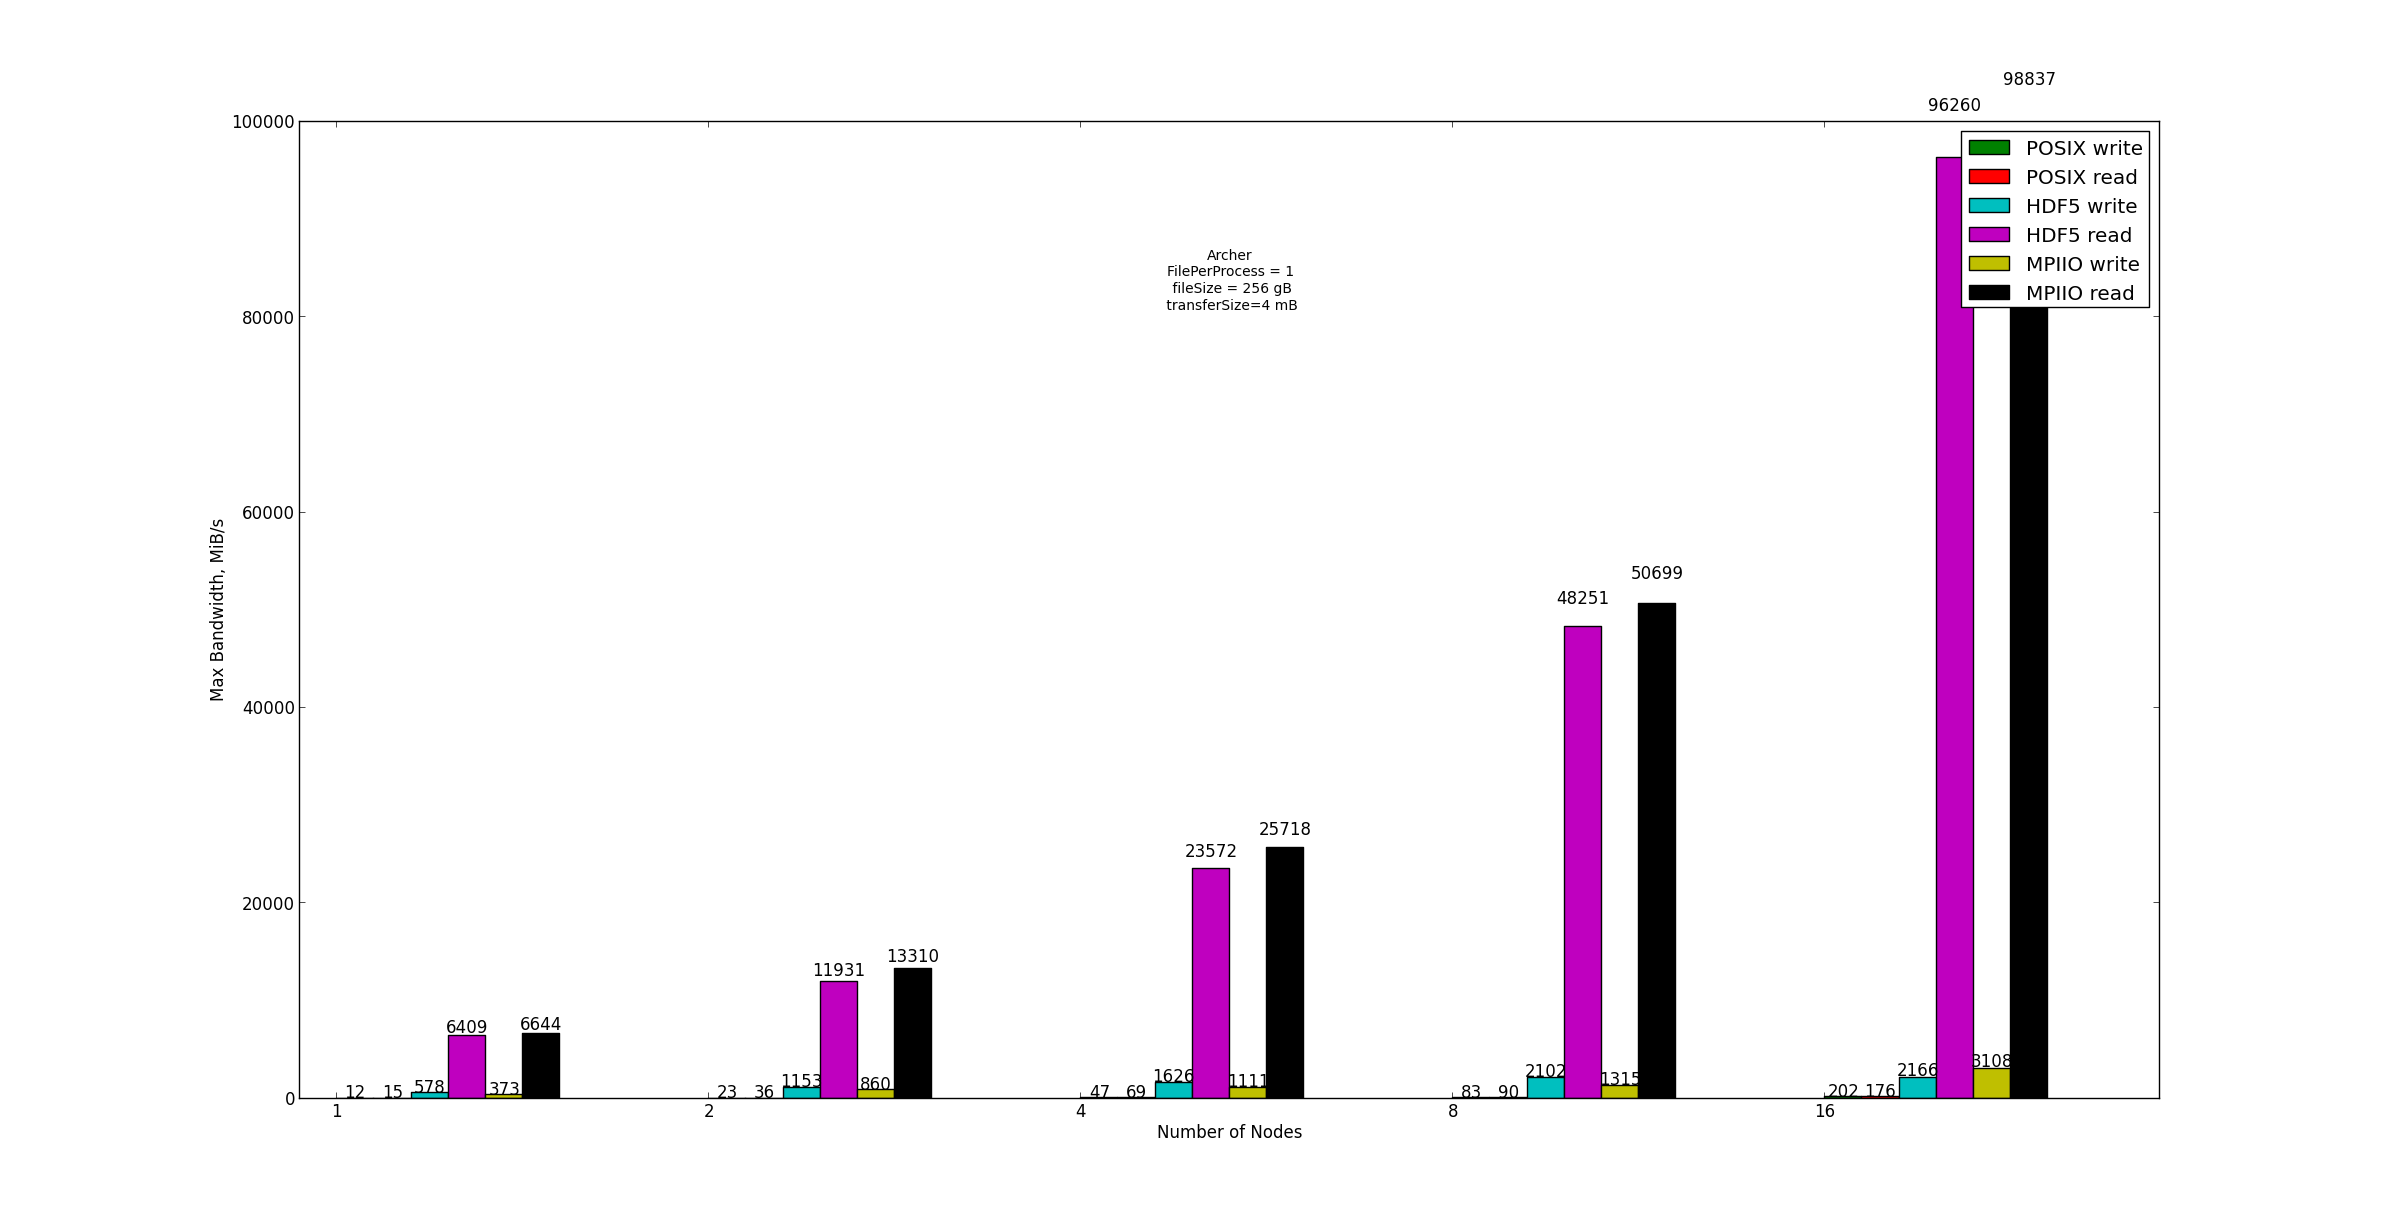 98837
96260
100000
80000
60000
40000
20000
0
Max Bandwidth, MiB/s
POSIX write
POSIX read
HDF5 write
HDF5 read
MPIIO write
MPIIO read
Archer
FilePerProcess = 1
fileSize = 256 gB
transferSize=4 mB
12 15 578 6409 373 6644
23 36 1153 11931 860 13310
47 69 1626 23572 1111 25718
83 90 2102 48251 1315 50699
202 176 2166 3108
1 2 4 8 16
Number of Nodes